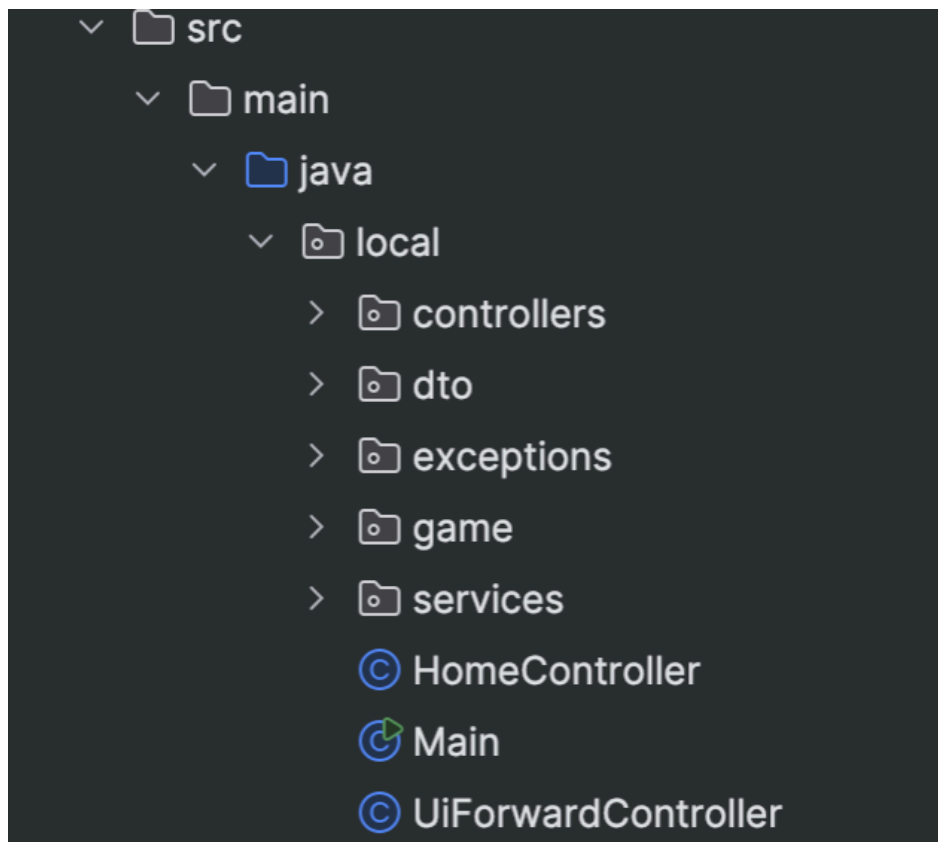 src
main
java
local
controllers
dto
exceptions
game
services
HomeController
Main
UiForwardController